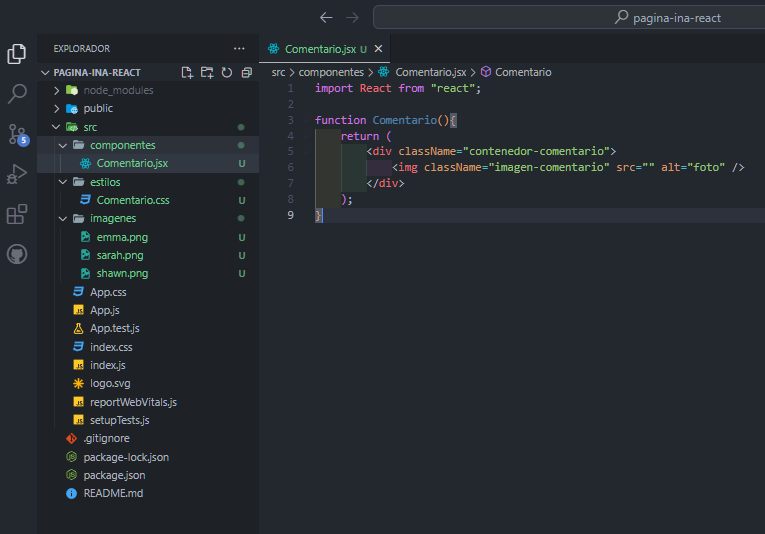 pagina-ina-react
EXPLORADOR
Comentario.jsx U
PAGINA-INA-REACT
src > componentes > Comentario.jsx > Comentario
node_modules
public
src
componentes
Comentario.jsx U
estilos
Comentario.css U
imagenes
emma.png U
sarah.png U
shawn.png U
App.css
App.js
App.test.js
index.css
index.js
logo.svg
reportWebVitals.js
setupTests.js
.gitignore
package-lock.json
package.json
README.md
5
1 import React from "react";
2
3 function Comentario(){
4 return (
5 <div className="contenedor-comentario">
6 <img className="imagen-comentario" src="" alt="foto" />
7 </div>
8 );
9 }